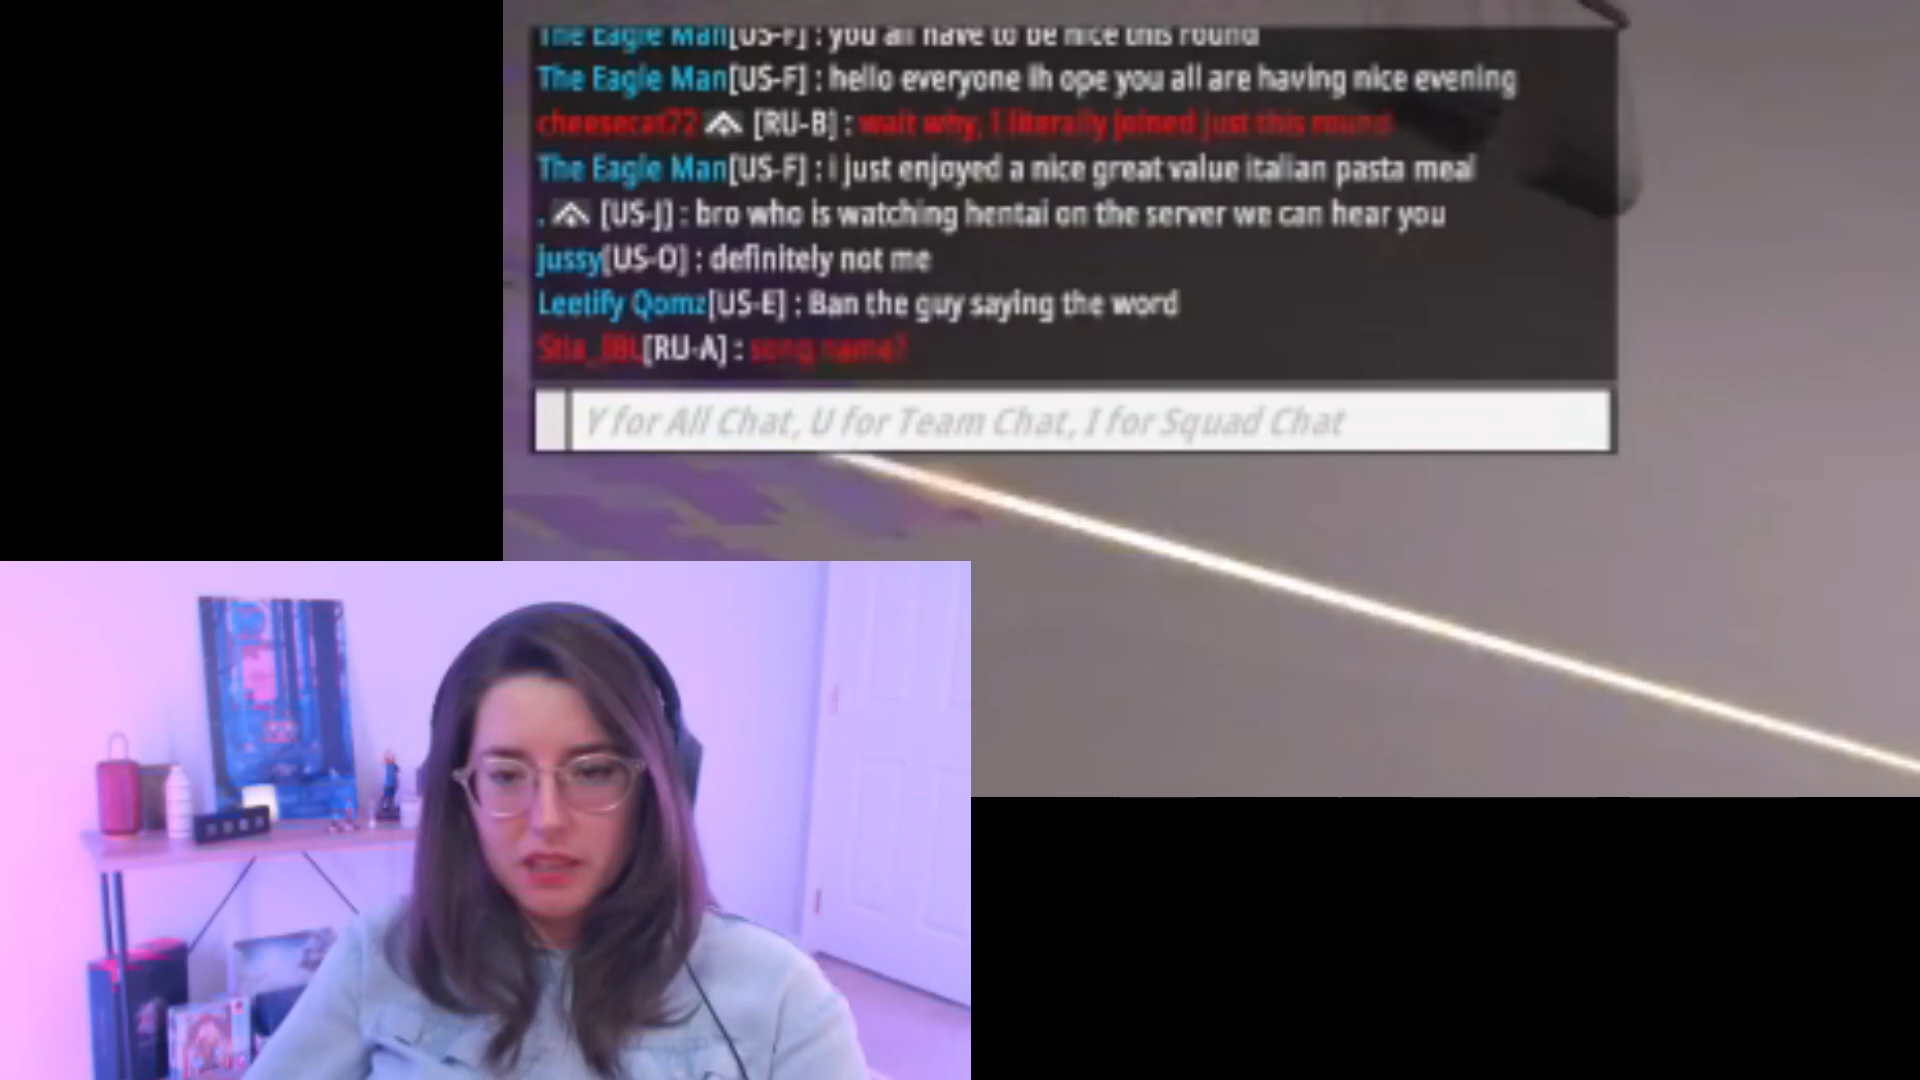 The Eagle Man[US-F] : you all have to be nice this round
The Eagle Man[US-F] : hello everyone ih ope you all are having nice evening
cheesecat72 [RU-B] : wait why, I literally joined just this round
The Eagle Man[US-F] : i just enjoyed a nice great value italian pasta meal
. [US-J] : bro who is watching hentai on the server we can hear you
jussy[US-O] : definitely not me
Leetify Qomz[US-E] : Ban the guy saying the word
[RU-A] : song name?
Y for All Chat, U for Team Chat, I for Squad Chat